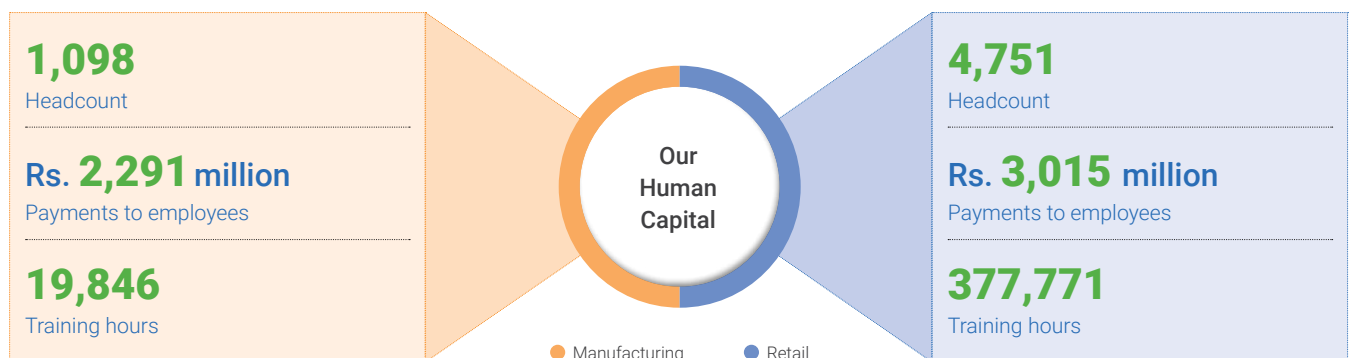 1,098
Headcount
Rs. 2,291 million
Payments to employees
19,846
Training hours
Our
Human
Capital
Manufacturing
Retail
4,751
Headcount
Rs. 3,015 million
Payments to employees
377,771
Training hours